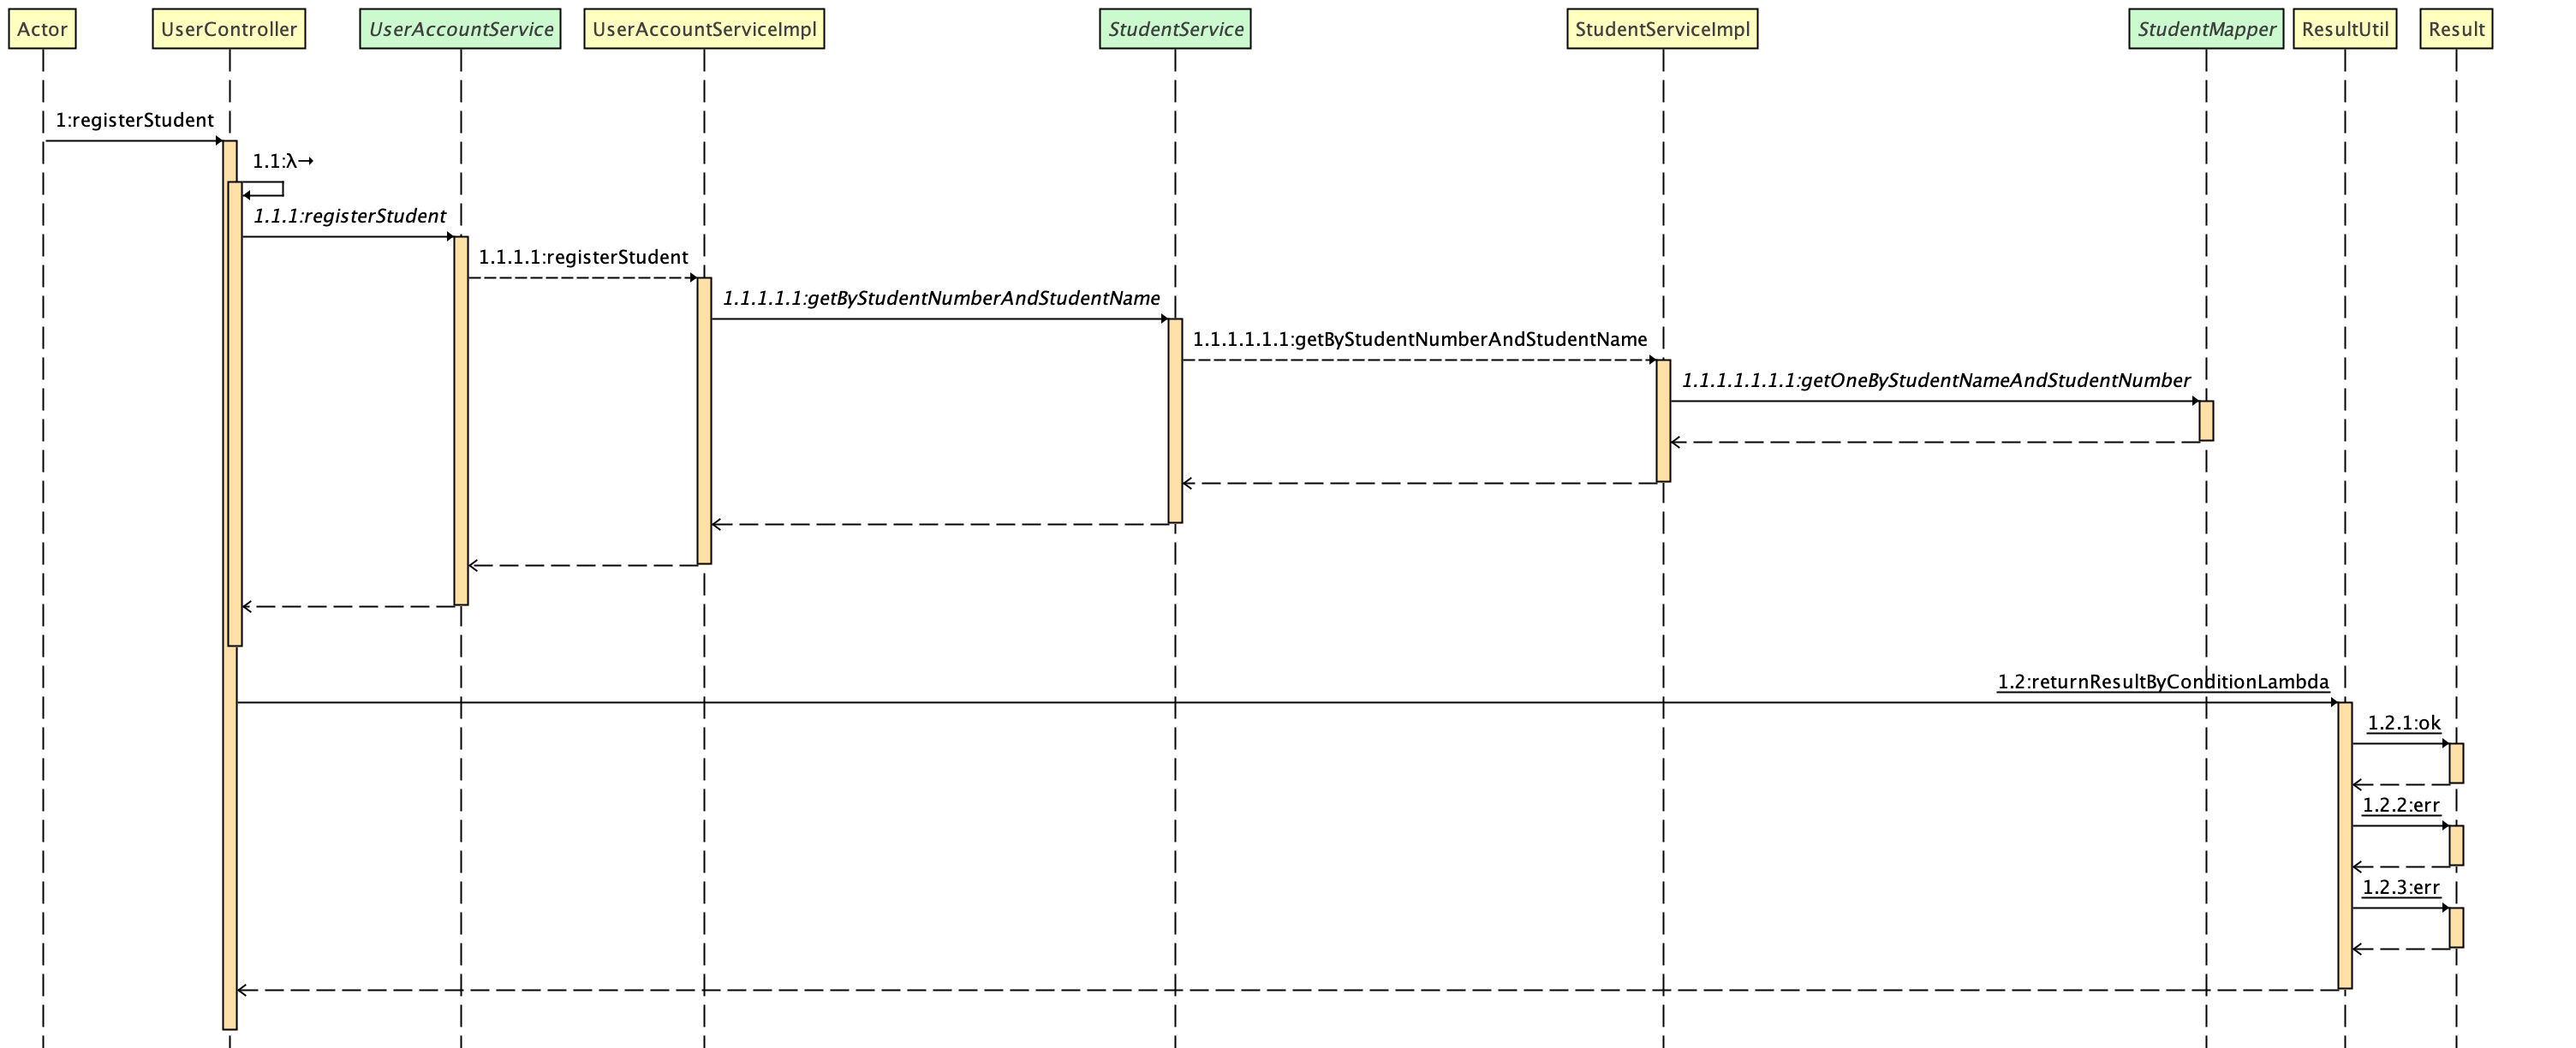 Actor
UserController
UserAccountService
UserAccountServiceImpl
StudentService
StudentServiceImpl
StudentMapper
ResultUtil
Result
1:registerStudent
1.1:λ→
1.1.1:registerStudent
1.1.1.1:registerStudent
1.1.1.1.1:getByStudentNumberAndStudentName
1.1.1.1.1.1:getByStudentNumberAndStudentName
1.1.1.1.1.1.1:getOneByStudentNameAndStudentNumber
1.2:returnResultByConditionLambda
1.2.1:ok
1.2.2:err
1.2.3:err